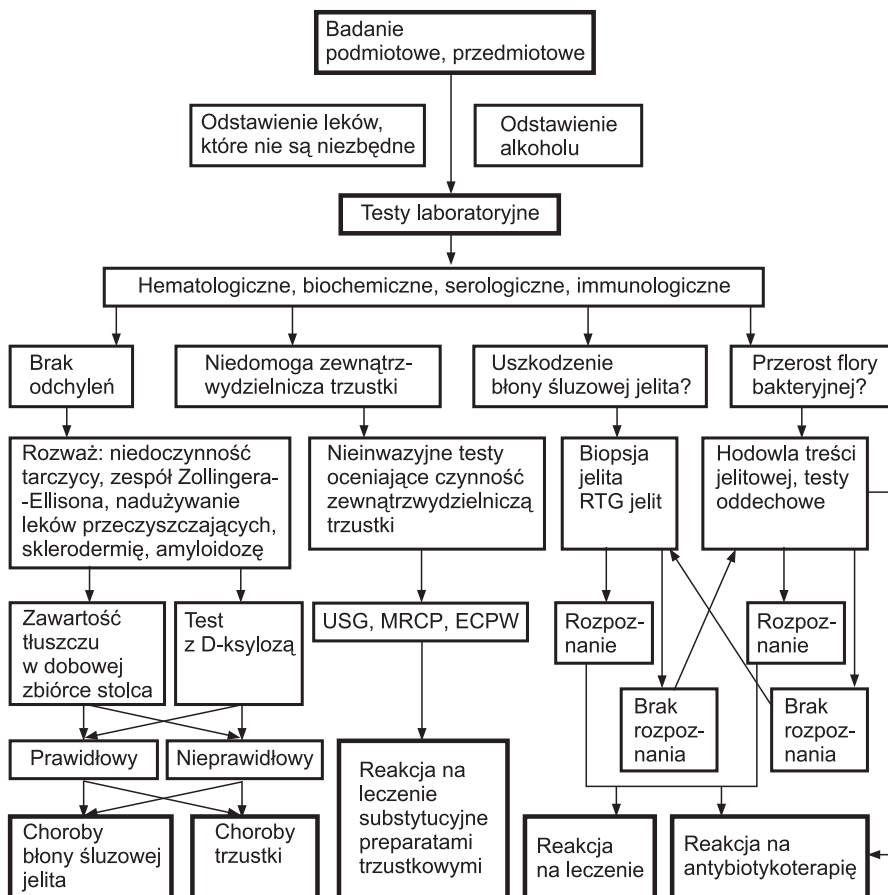 Badanie
podmiotowe, przedmiotowe
Odstawienie leków,
które nie są niezbędne
Odstawienie
alkoholu
Testy laboratoryjne
Hematologiczne, biochemiczne, serologiczne, immunologiczne
Brak
odchyleń
Niedomoga zewnątrz-
wydzielnicza trzustki
Uszkodzenie
błony śluzowej jelita?
Przerost flory
bakteryjnej?
Rozważ: niedoczynność
tarczycy, zespół Zollingera-
-Ellisona, nadużywanie
leków przeczyszczających,
sklerodermię, amyloidozę
Nieinwazyjne testy
oceniające czynność
zewnątrzwydzielniczą
trzustki
Biopsja
jelita
RTG jelit
Hodowla treści
jelitowej, testy
oddechowe
Zawartość
tłuszczu
w dobowej
zbiórce stolca
Test
z D-ksylozą
USG, MRCP, ECPW
Rozpoz-
nanie
Rozpoz-
nanie
Brak
rozpoz-
nania
Brak
rozpoz-
nania
Prawidłowy
Nieprawidłowy
Choroby
błony śluzowej
jelita
Choroby
trzustki
Reakcja na
leczenie
substytucyjne
preparatami
trzustkowymi
Reakcja
na leczenie
Reakcja na
antybiotykoterapię